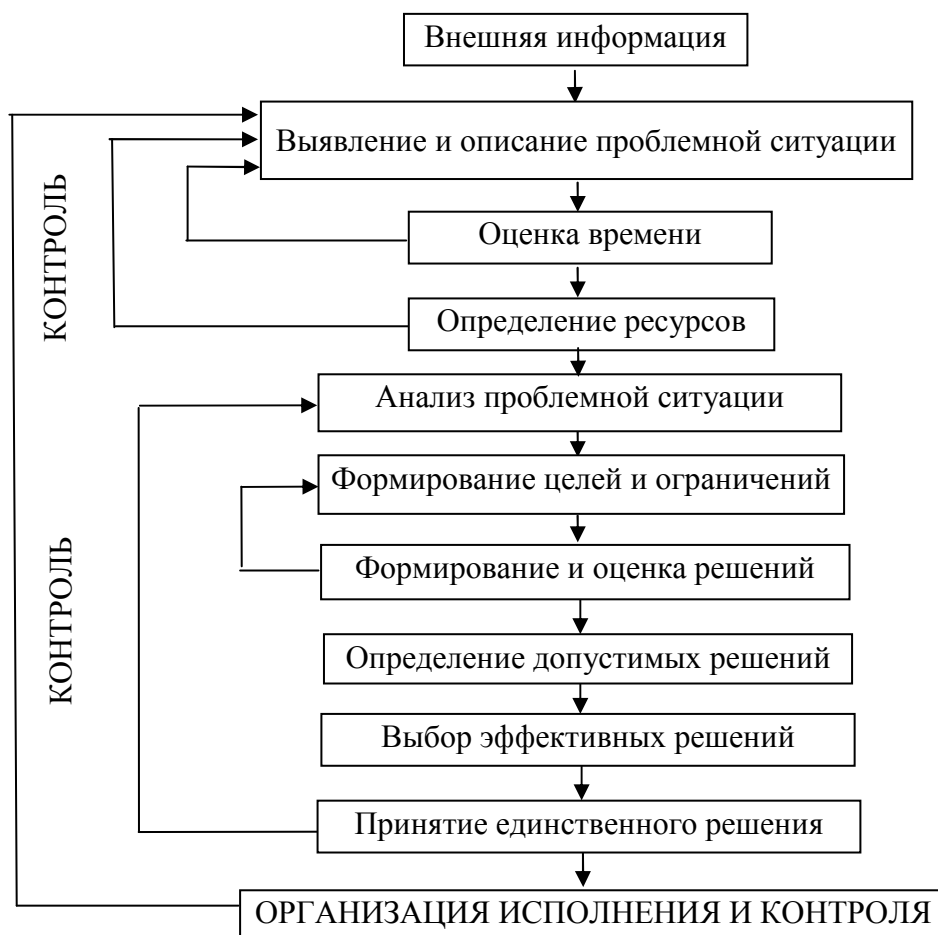 Внешняя информация
Выявление и описание проблемной ситуации
Оценка времени
Определение ресурсов
Анализ проблемной ситуации
Формирование целей и ограничений
Формирование и оценка решений
Определение допустимых решений
Выбор эффективных решений
Принятие единственного решения
ОРГАНИЗАЦИЯ ИСПОЛНЕНИЯ И КОНТРОЛЯ
КОНТРОЛЬ
КОНТРОЛЬ